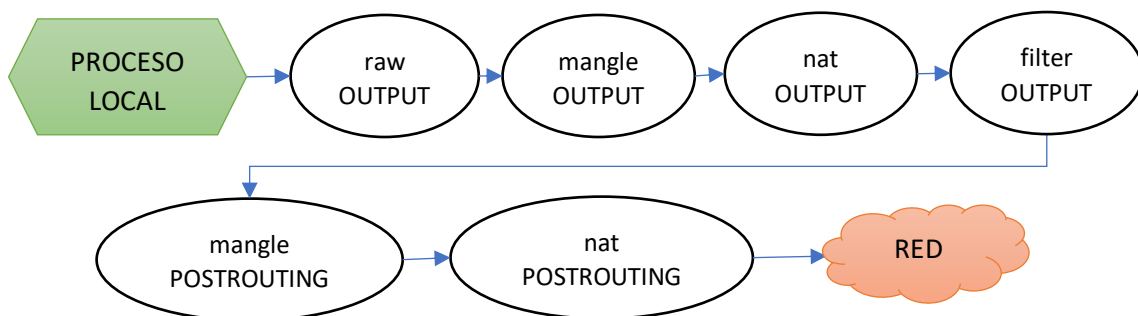 PROCESO
LOCAL
raw
OUTPUT
mangle
OUTPUT
nat
OUTPUT
filter
OUTPUT
mangle
POSTROUTING
nat
POSTROUTING
RED